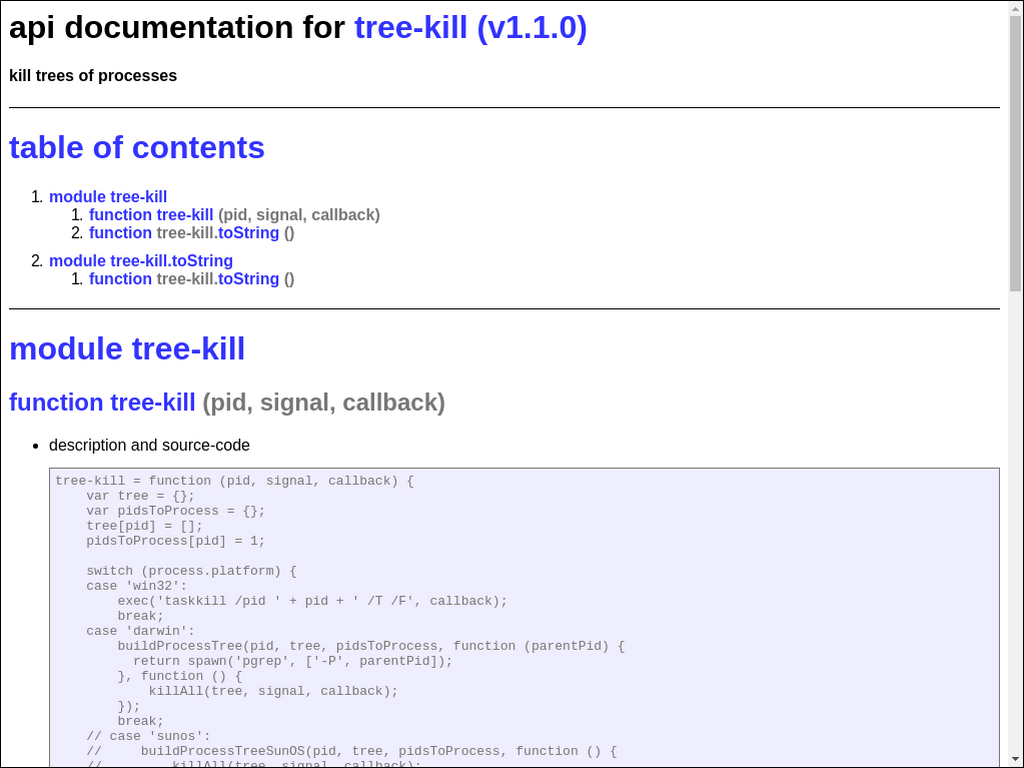 api documentation for tree-kill (v1.1.0)
kill trees of processes
table of contents
1. module tree-kill
1. function tree-kill (pid, signal, callback)
2. function tree-kill.toString ()
2. module tree-kill.toString
1. function tree-kill.toString ()
module tree-kill
function tree-kill (pid, signal, callback)
• description and source-code
tree-kill = function (pid, signal, callback) {
    var tree = {};
    var pidsToProcess = {};
    tree[pid] = [];
    pidsToProcess[pid] = 1;

    switch (process.platform) {
    case 'win32':
        exec('taskkill /pid ' + pid + ' /T /F', callback);
        break;
    case 'darwin':
        buildProcessTree(pid, tree, pidsToProcess, function (parentPid) {
          return spawn('pgrep', ['-P', parentPid]);
        }, function () {
            killAll(tree, signal, callback);
        });
        break;
    // case 'sunos':
    //     buildProcessTreeSunOS(pid, tree, pidsToProcess, function () {
    //         killAll(tree, signal, callback);